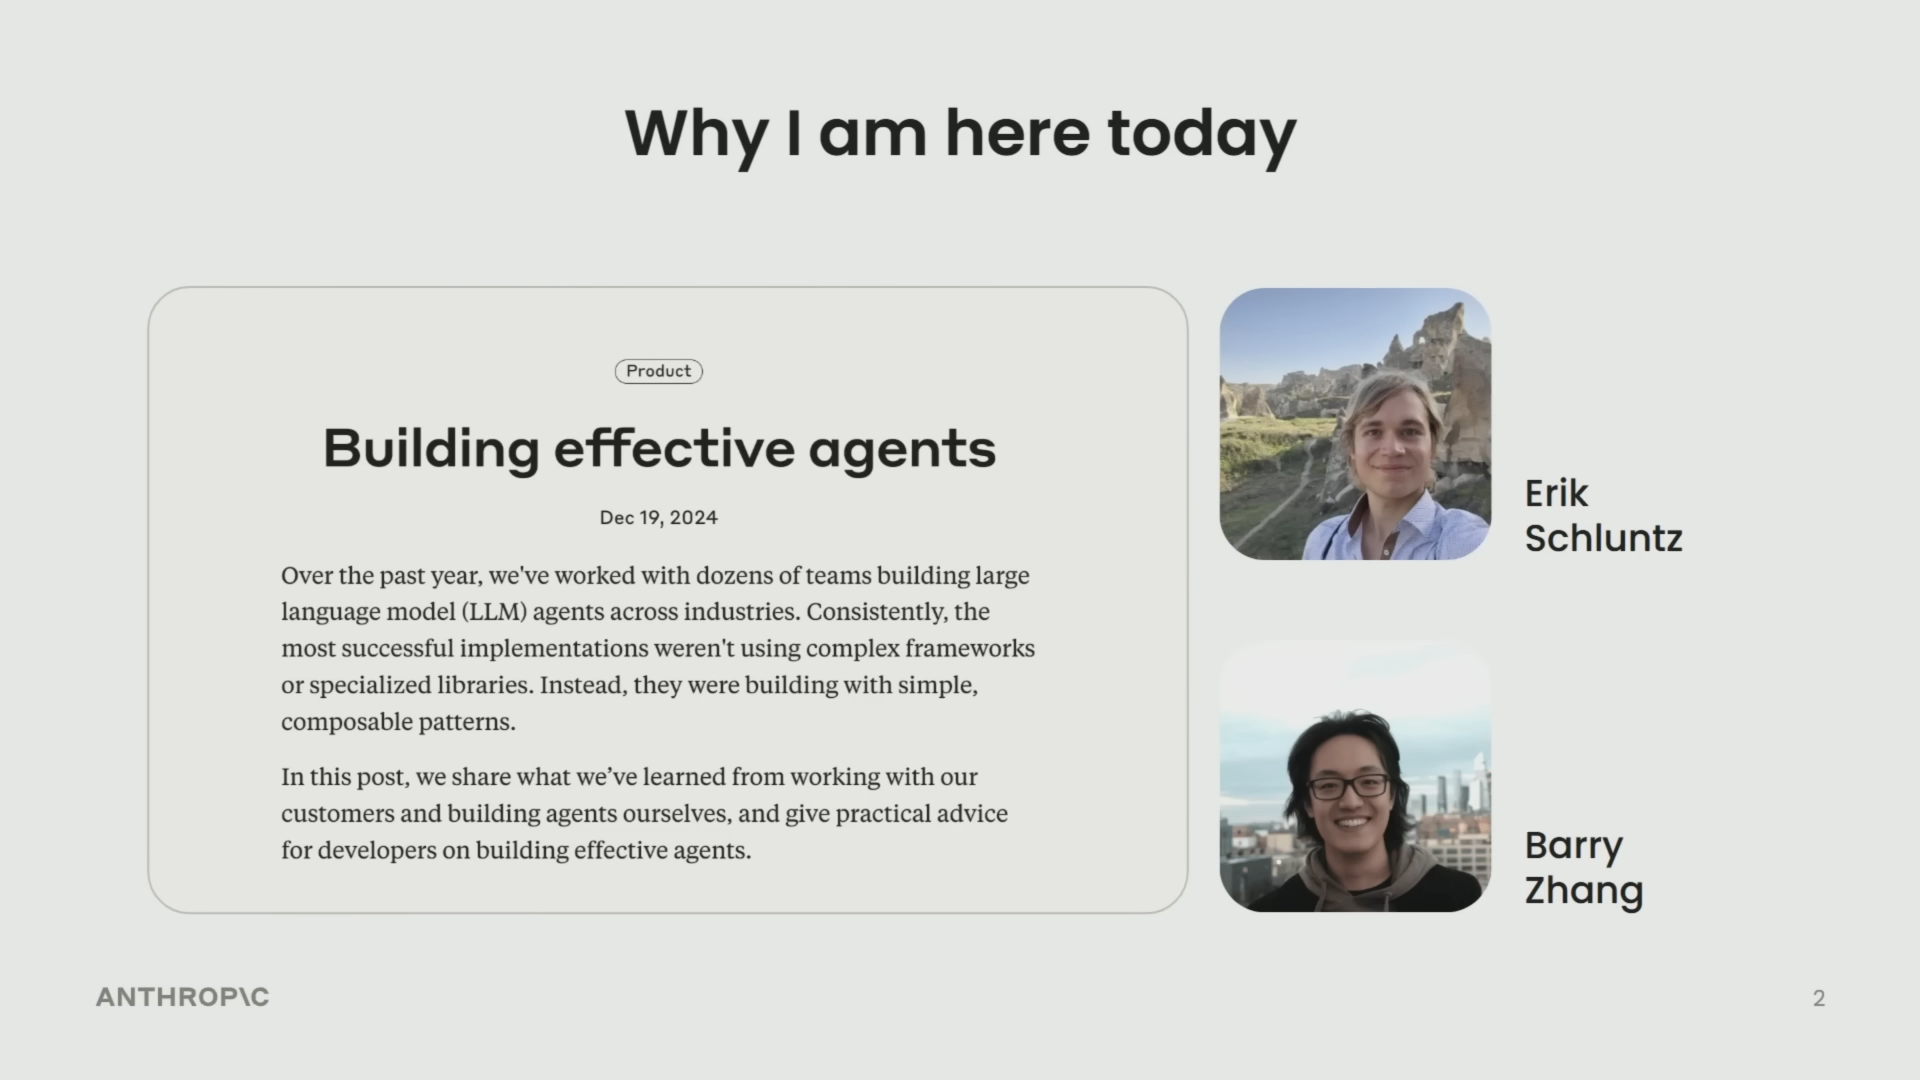 Why I am here today
Product
Building effective agents
Dec 19, 2024
Over the past year, we've worked with dozens of teams building large
language model (LLM) agents across industries. Consistently, the
most successful implementations weren't using complex frameworks
or specialized libraries. Instead, they were building with simple,
composable patterns.
In this post, we share what we’ve learned from working with our
customers and building agents ourselves, and give practical advice
for developers on building effective agents.
Erik
Schluntz
Barry
Zhang
ANTHROP\C
2